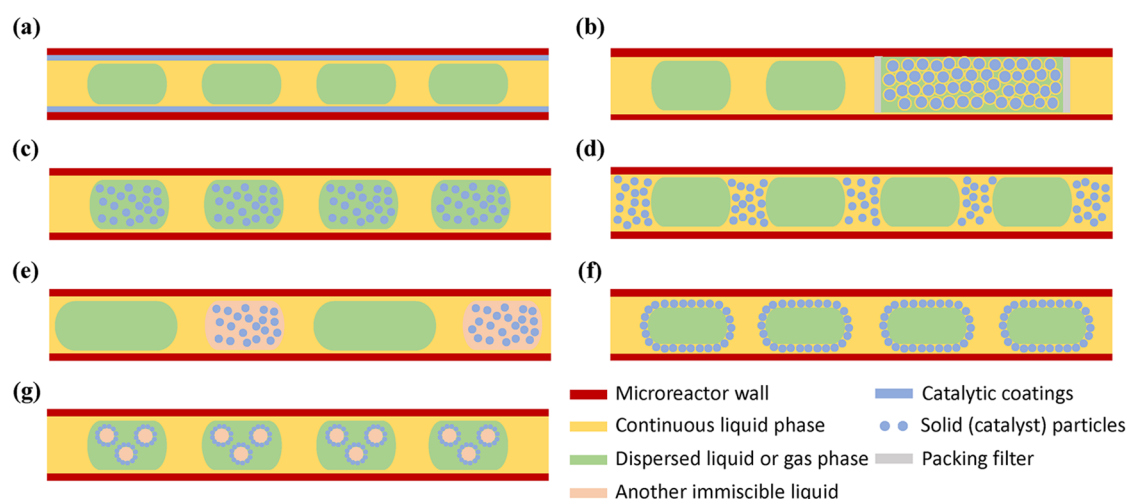 (a)
(b)
(c)
(d)
(e)
(f)
(g)
Microreactor wall
Catalytic coatings
Continuous liquid phase
Solid (catalyst) particles
Dispersed liquid or gas phase
Packing filter
Another immiscible liquid